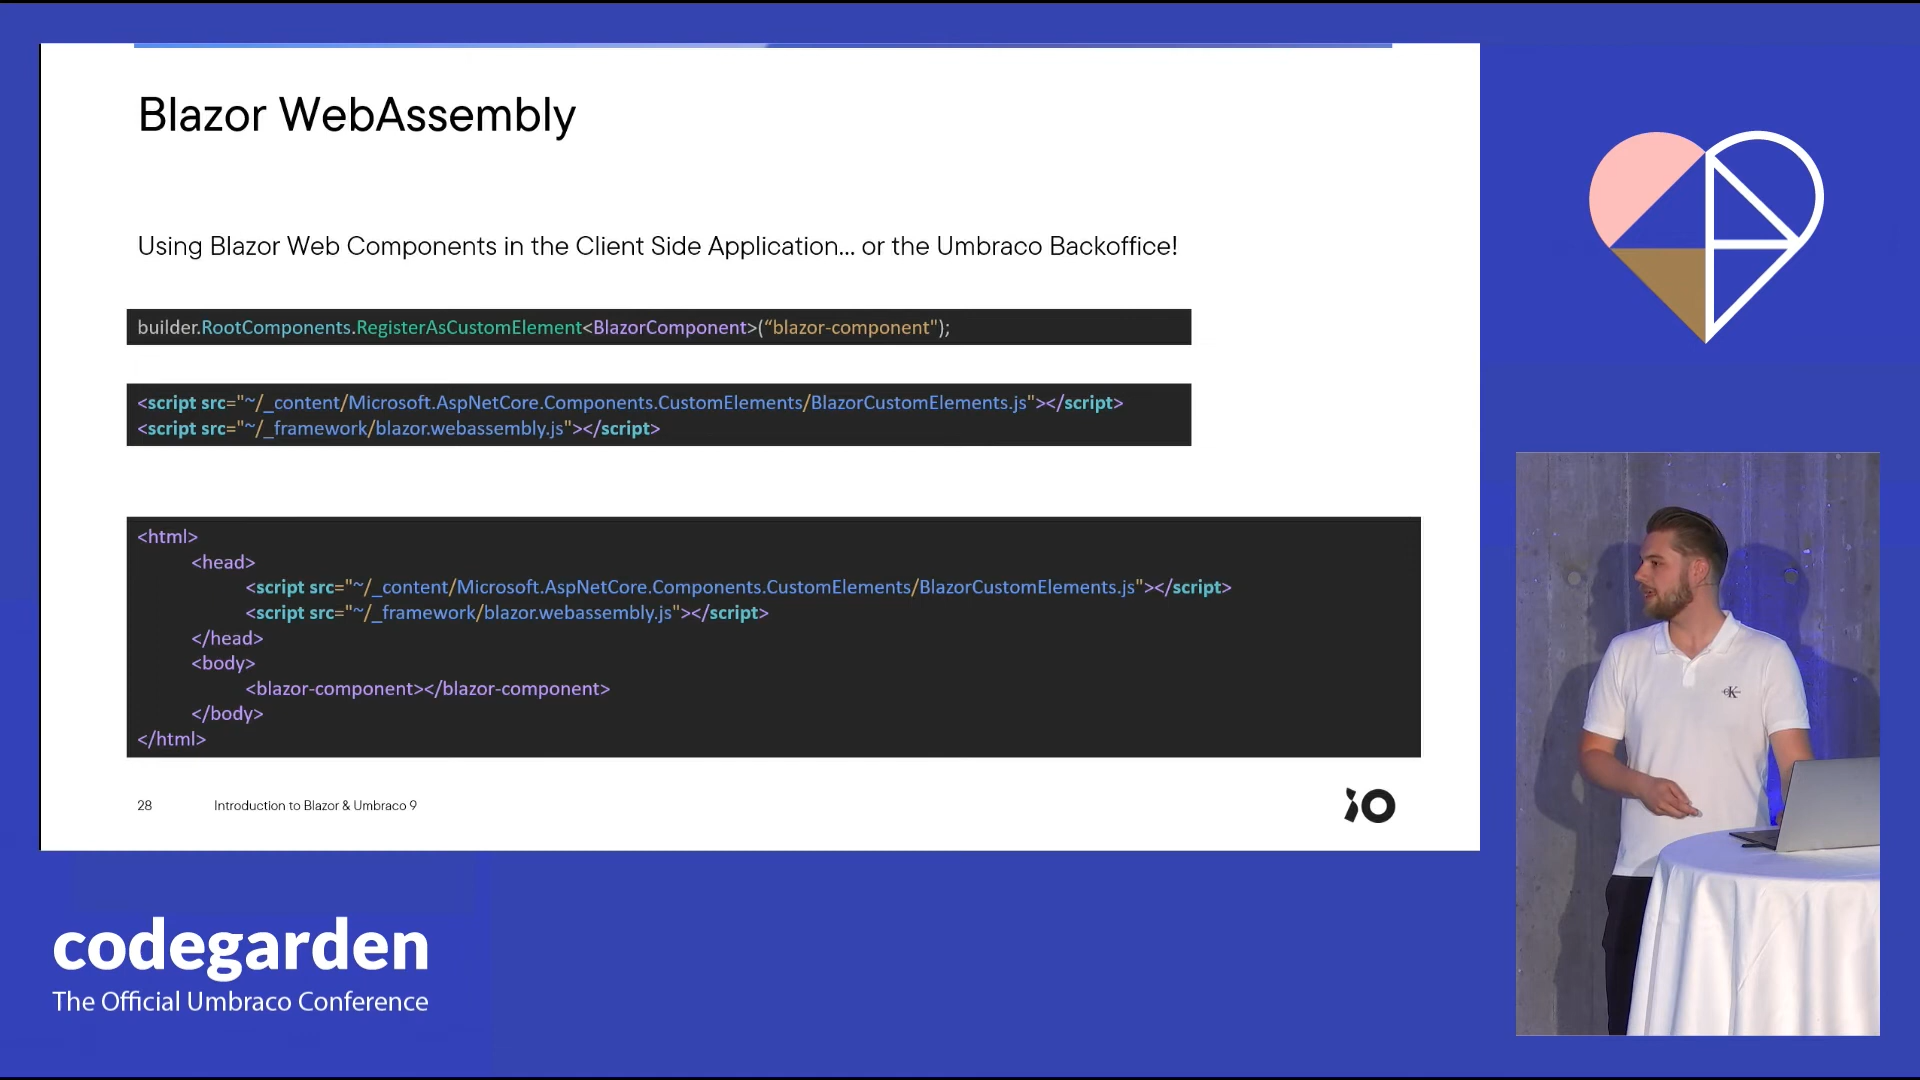 Blazor WebAssembly
Using Blazor Web Components in the Client Side Application... or the Umbraco Backoffice!
builder.RootComponents.RegisterAsCustomElement<BlazorComponent>(“blazor-component");
<script src="~/_content/Microsoft.AspNetCore.Components.CustomElements/BlazorCustomElements.js"></script>
<script src="~/_framework/blazor.webassembly.js"></script>
<html>
<head>
<script src="~/_content/Microsoft.AspNetCore.Components.CustomElements/BlazorCustomElements.js"></script>
<script src="~/_framework/blazor.webassembly.js"></script>
</head>
<body>
<blazor-component></blazor-component>
</body>
</html>
28 Introduction to Blazor & Umbraco 9
iO
codegarden
The Official Umbraco Conference
cK